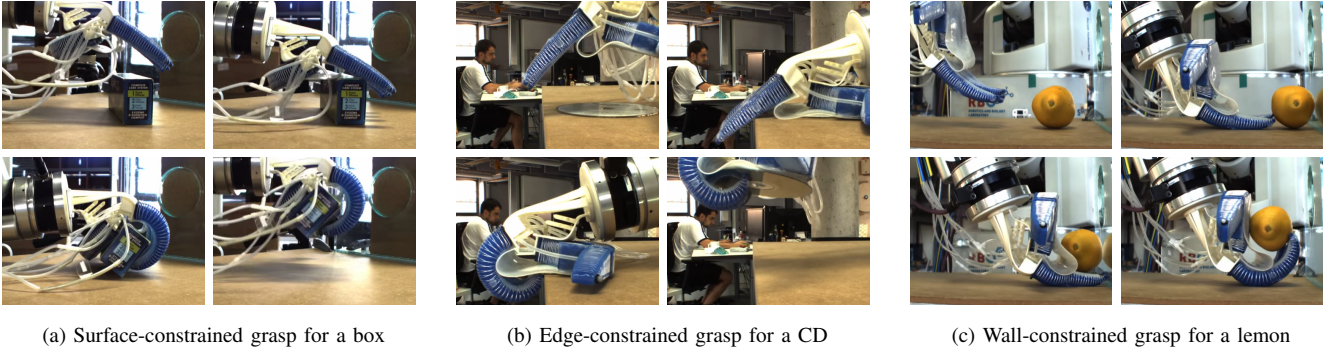 (a) Surface-constrained grasp for a box
(b) Edge-constrained grasp for a CD
(c) Wall-constrained grasp for a lemon